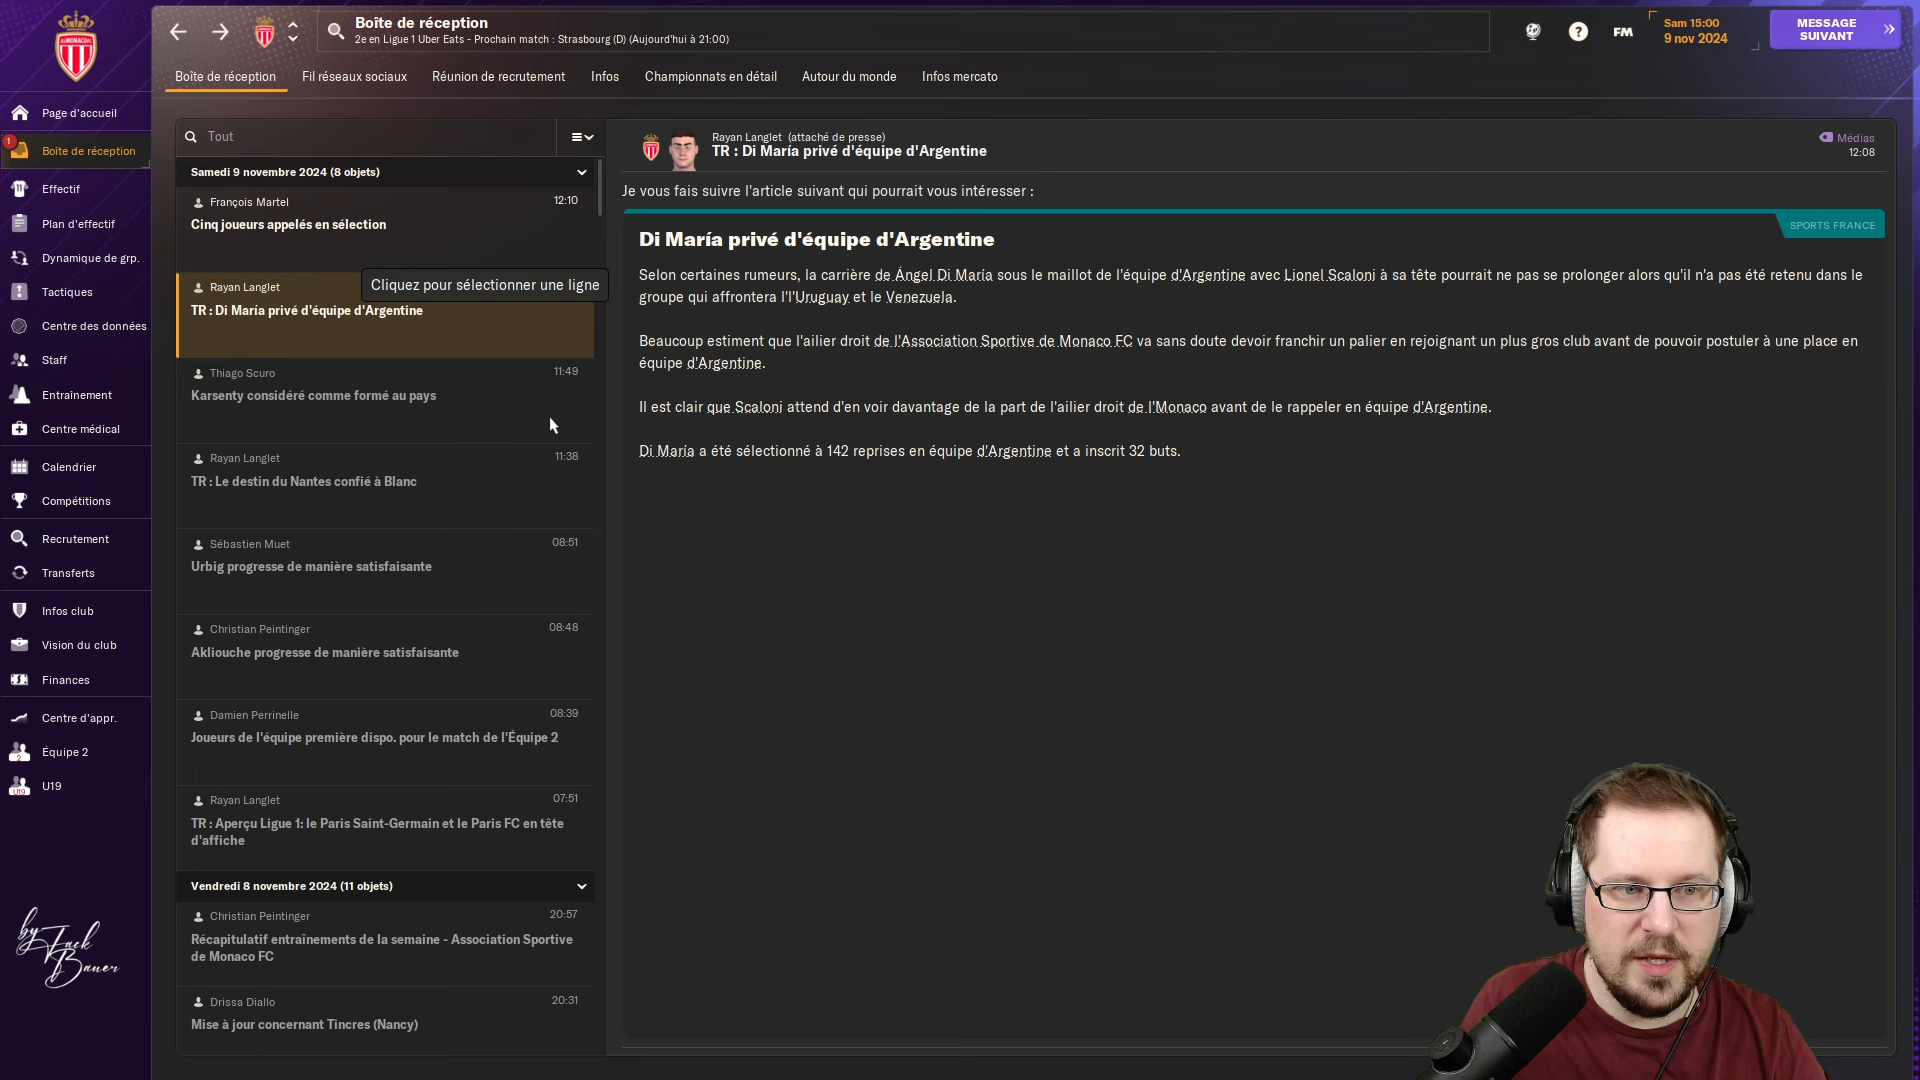 Boîte de réception
2e en Ligue 1 Uber Eats - Prochain match : Strasbourg (D) (Aujourd'hui à 21:00)
FM
Sam 15:00
9 nov 2024
MESSAGE
SUIVANT
Boîte de réception
Fil réseaux sociaux
Réunion de recrutement
Infos
Championnats en détail
Autour du monde
Infos mercato
Page d'accueil
1
Boîte de réception
Effectif
Plan d'effectif
Dynamique de grp.
Tactiques
Centre des données
Staff
Entraînement
Centre médical
Calendrier
Compétitions
Recrutement
Transferts
Infos club
Vision du club
Finances
Centre d'appr.
2
Équipe 2
U19
U19
by Jack
Bauer
Tout
Samedi 9 novembre 2024 (8 objets)
François Martel
12:10
Cinq joueurs appelés en sélection
Rayan Langlet
Cliquez pour sélectionner une ligne
TR : Di María privé d'équipe d'Argentine
Thiago Scuro
11:49
Karsenty considéré comme formé au pays
Rayan Langlet
11:38
TR : Le destin du Nantes confié à Blanc
Sébastien Muet
08:51
Urbig progresse de manière satisfaisante
Christian Peintinger
08:48
Akliouche progresse de manière satisfaisante
Damien Perrinelle
08:39
Joueurs de l'équipe première dispo. pour le match de l'Équipe 2
Rayan Langlet
07:51
TR : Aperçu Ligue 1: le Paris Saint-Germain et le Paris FC en tête
d'affiche
Vendredi 8 novembre 2024 (11 objets)
Christian Peintinger
20:57
Récapitulatif entraînements de la semaine - Association Sportive
de Monaco FC
Drissa Diallo
20:31
Mise à jour concernant Tincres (Nancy)
Rayan Langlet (attaché de presse)
TR : Di María privé d'équipe d'Argentine
Médias
12:08
Je vous fais suivre l'article suivant qui pourrait vous intéresser :
SPORTS FRANCE
Di María privé d'équipe d'Argentine
Selon certaines rumeurs, la carrière de Ángel Di María sous le maillot de l'équipe d'Argentine avec Lionel Scaloni à sa tête pourrait ne pas se prolonger alors qu'il n'a pas été retenu dans le
groupe qui affrontera l'l'Uruguay et le Venezuela.
Beaucoup estiment que l'ailier droit de l'Association Sportive de Monaco FC va sans doute devoir franchir un palier en rejoignant un plus gros club avant de pouvoir postuler à une place en
équipe d'Argentine.
Il est clair que Scaloni attend d'en voir davantage de la part de l'ailier droit de l'Monaco avant de le rappeler en équipe d'Argentine.
Di María a été sélectionné à 142 reprises en équipe d'Argentine et a inscrit 32 buts.